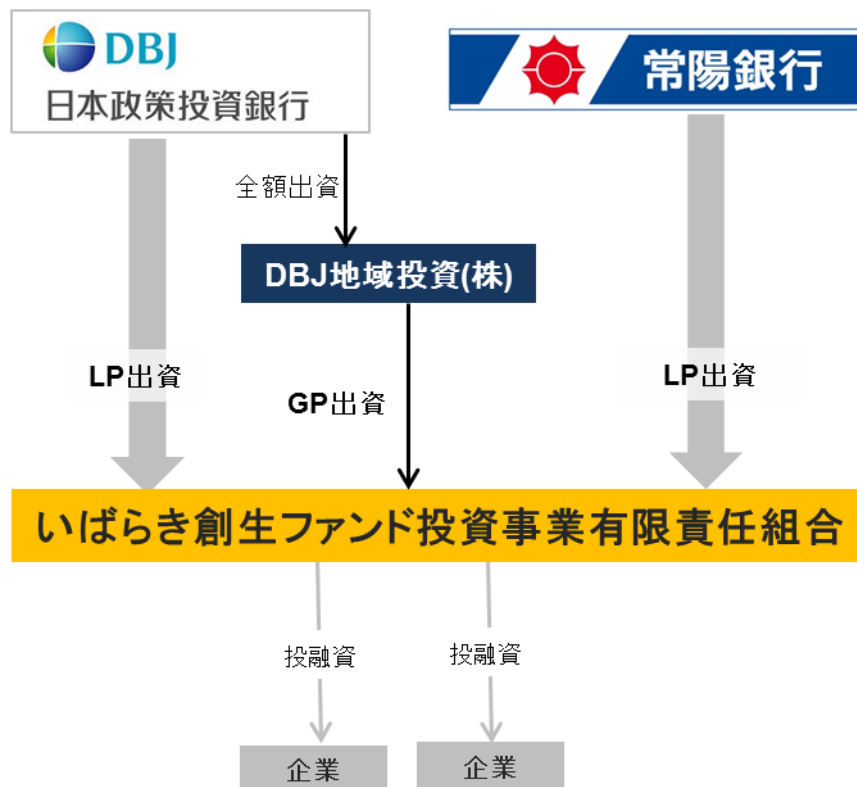 DBJ
日本政策投資銀行
常陽銀行
全額出資
DBJ地域投資(株)
LP出資
GP出資
LP出資
いばらき創生ファンド投資事業有限責任組合
投融資
投融資
企業
企業